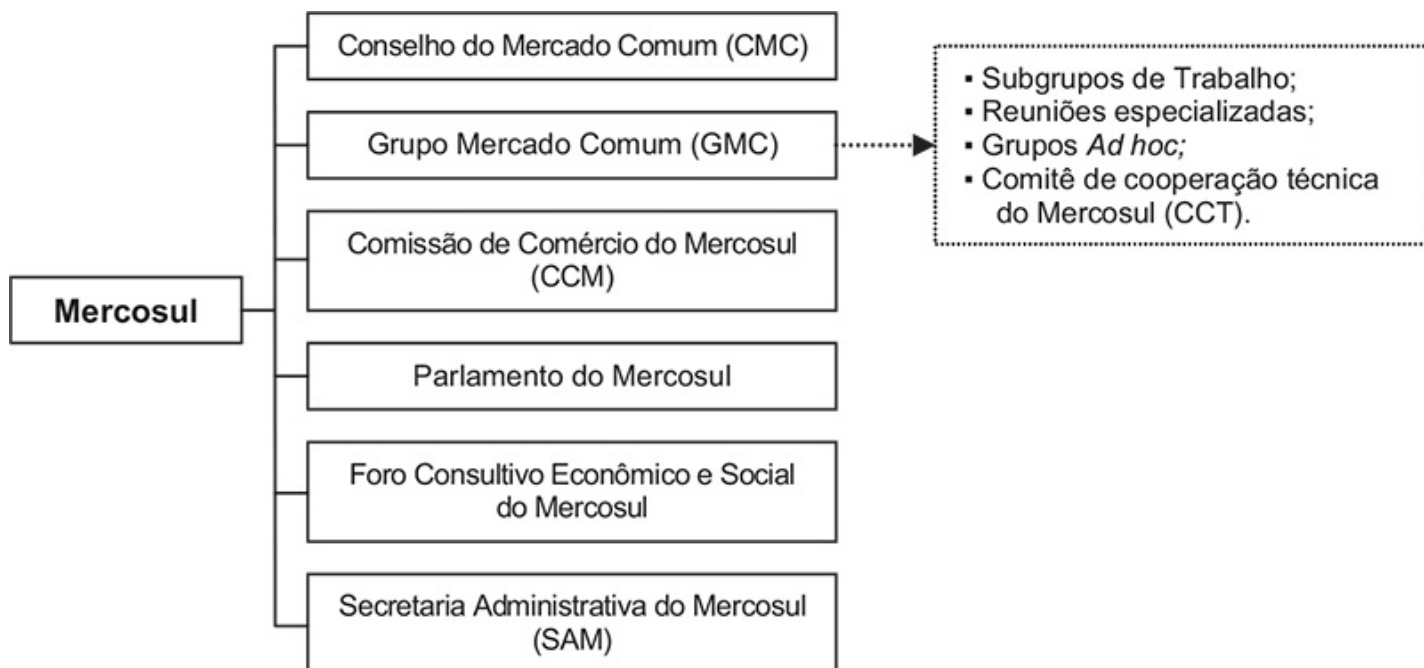 Mercosul
Conselho do Mercado Comum (CMC)
Grupo Mercado Comum (GMC)
▪ Subgrupos de Trabalho;
▪ Reuniões especializadas;
▪ Grupos Ad hoc;
▪ Comitê de cooperação técnica
do Mercosul (CCT).
Comissão de Comércio do Mercosul
(CCM)
Parlamento do Mercosul
Foro Consultivo Econômico e Social
do Mercosul
Secretaria Administrativa do Mercosul
(SAM)